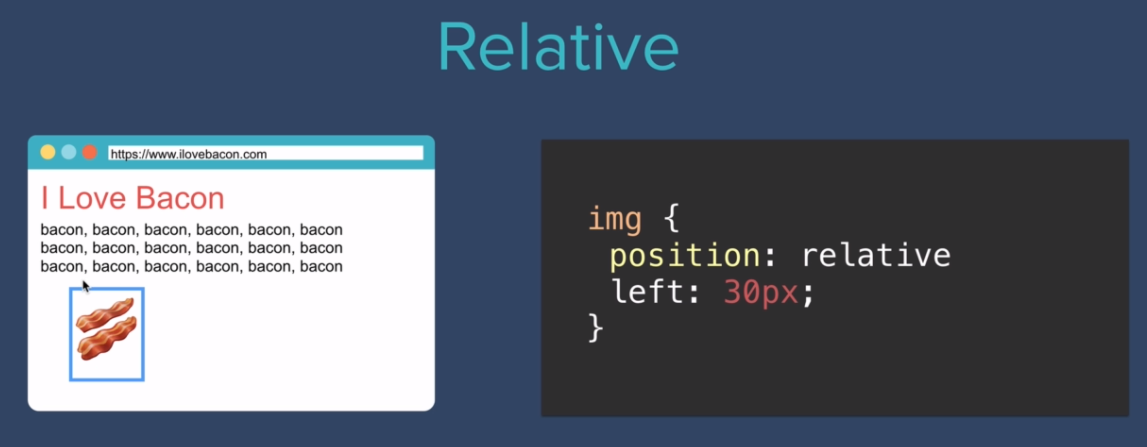 Relative
https://www.ilovebacon.com
I Love Bacon
bacon, bacon, bacon, bacon, bacon, bacon
bacon, bacon, bacon, bacon, bacon, bacon
bacon, bacon, bacon, bacon, bacon, bacon
img {
position: relative
left: 30px;
}